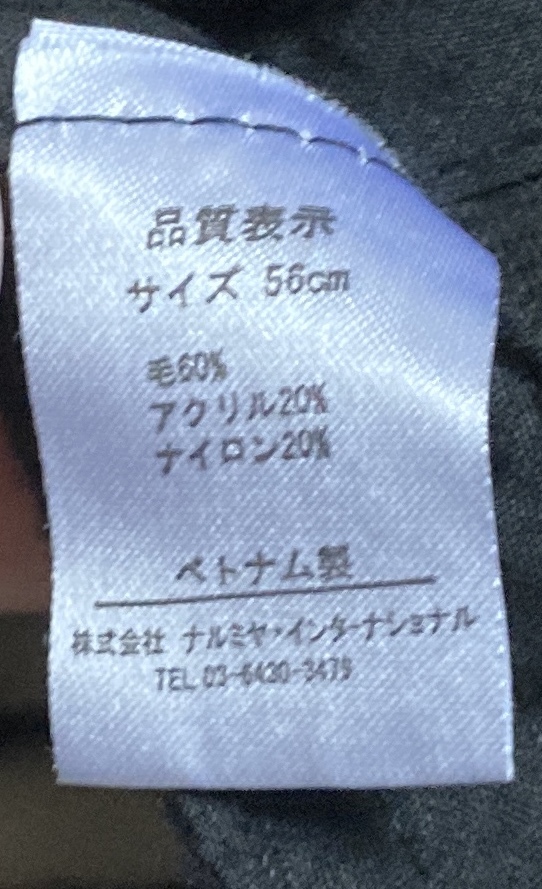 品質表示
サイズ 56cm
毛60%
アクリル20%
ナイロン20%
ベトナム製
株式会社 ナルミヤ・インターナショナル
TEL 03-6430-3479